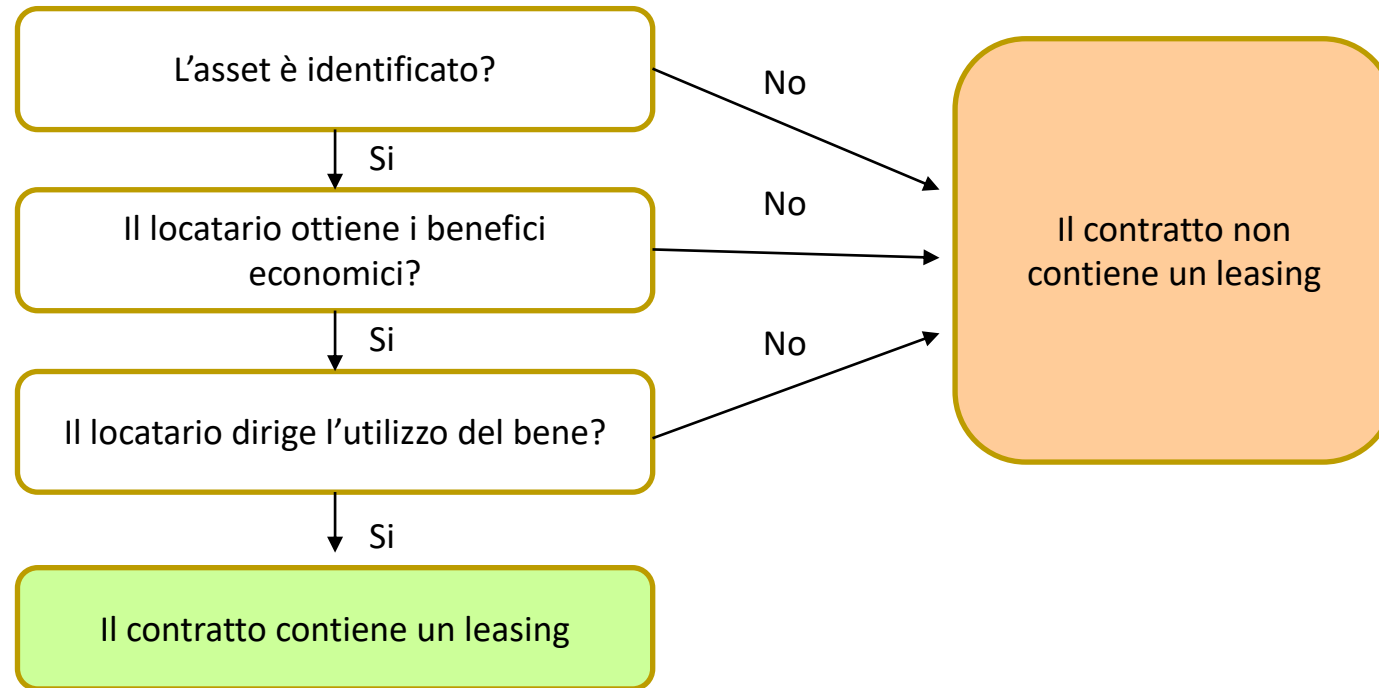 L’asset è identificato?
No
Si
Il locatario ottiene i benefici
economici?
No
Il contratto non
contiene un leasing
Si
Il locatario dirige l’utilizzo del bene?
No
Si
Il contratto contiene un leasing